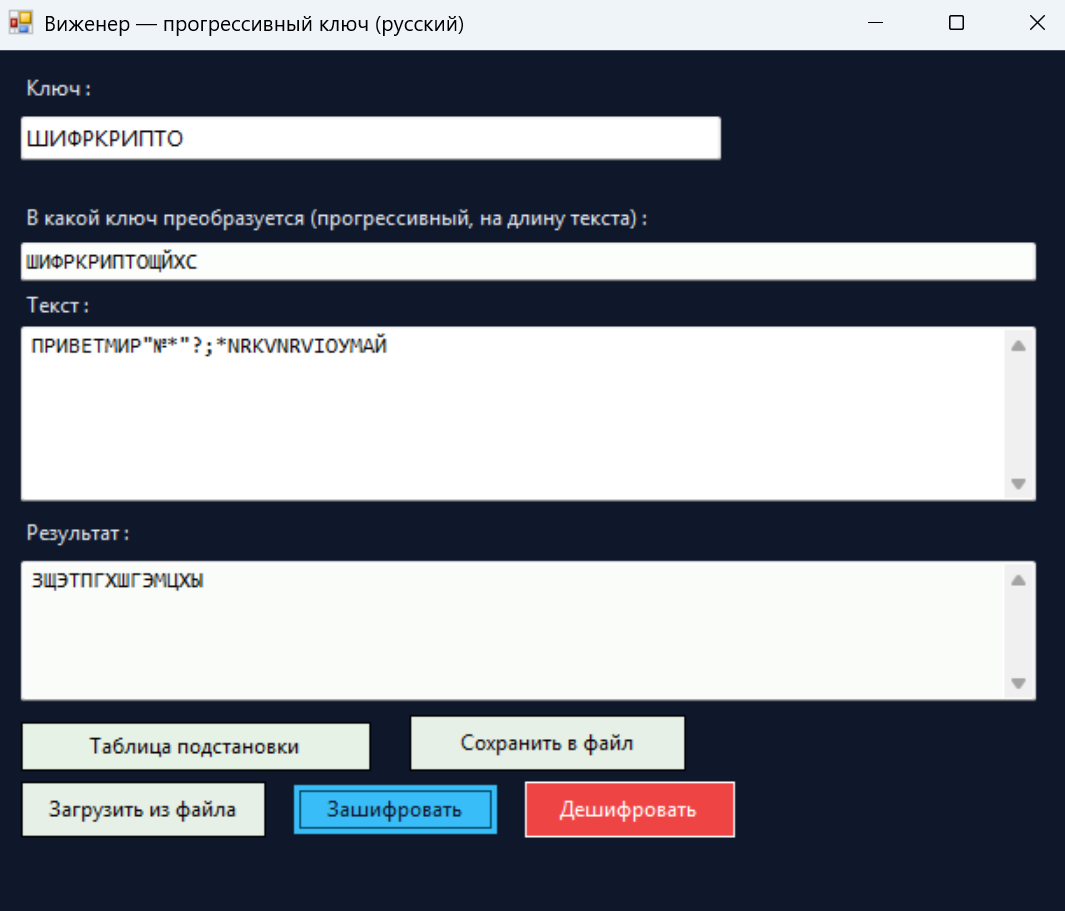 Виженер — прогрессивный ключ (русский)
Ключ :
ШИФРКРИПТО
В какой ключ преобразуется (прогрессивный, на длину текста) :
ШИФРКРИПТОЩЙХС
Текст :
ПРИВЕТМИР"№*"?;*NRKVNRVIОУМАЙ
Результат :
ЗЩЭТПГХШГЭМЦХЫ
Таблица подстановки
Сохранить в файл
Загрузить из файла
Зашифровать
Дешифровать